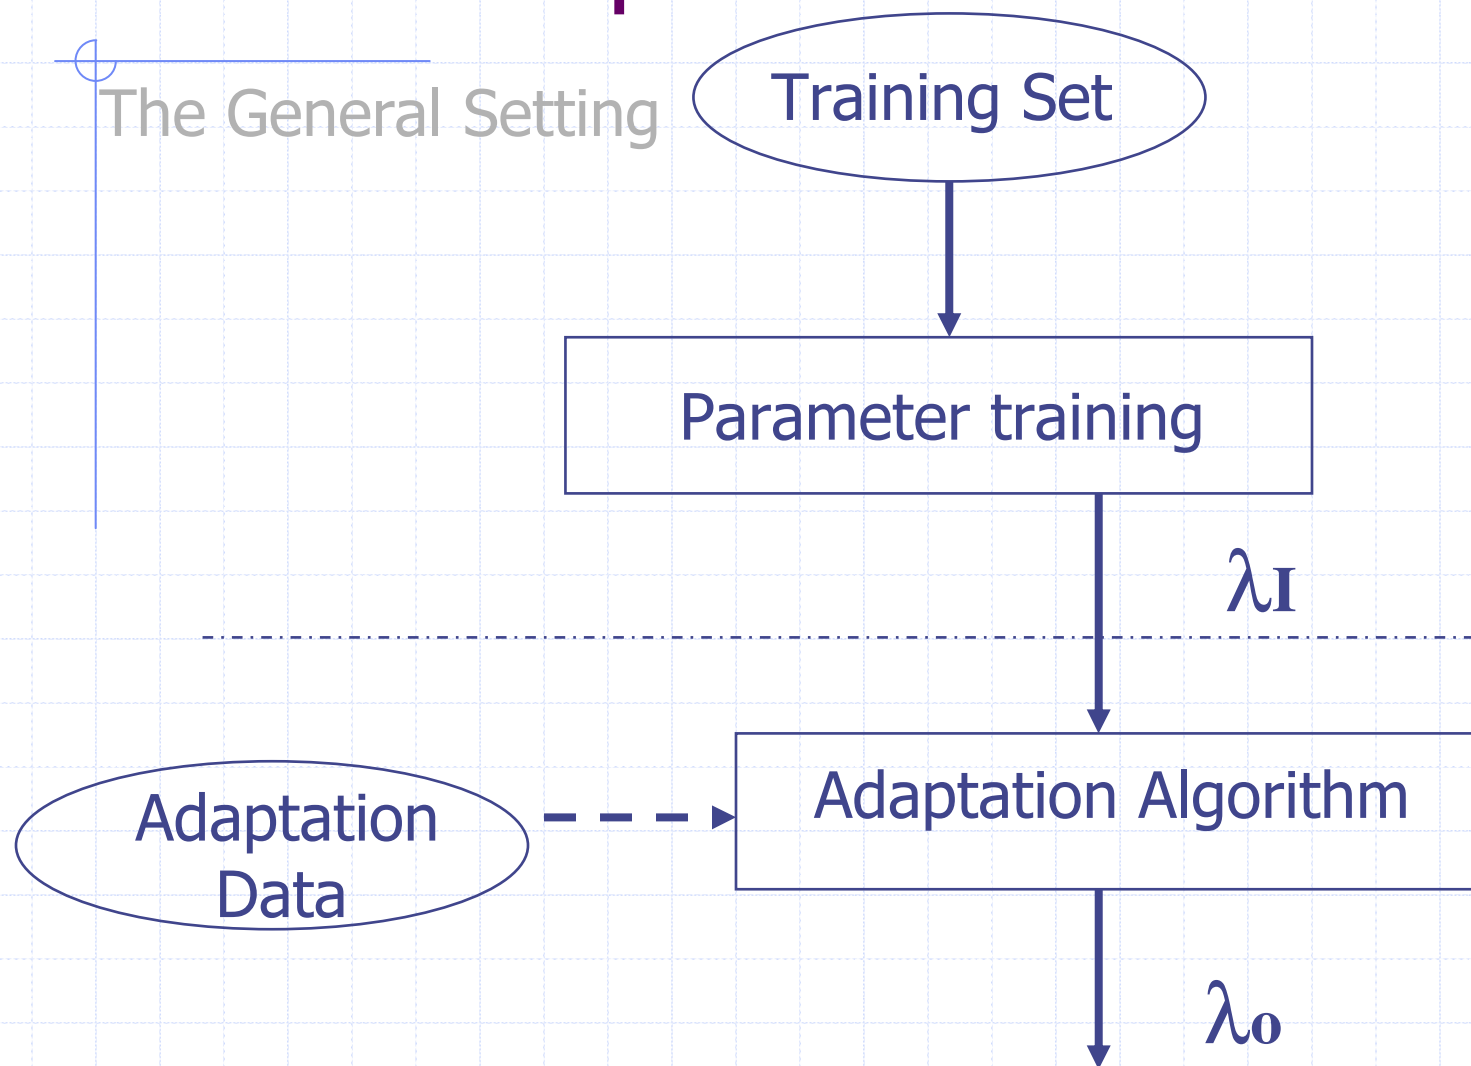 The General Setting
Training Set
Parameter training
λI
Adaptation Algorithm
Adaptation
Data
λo